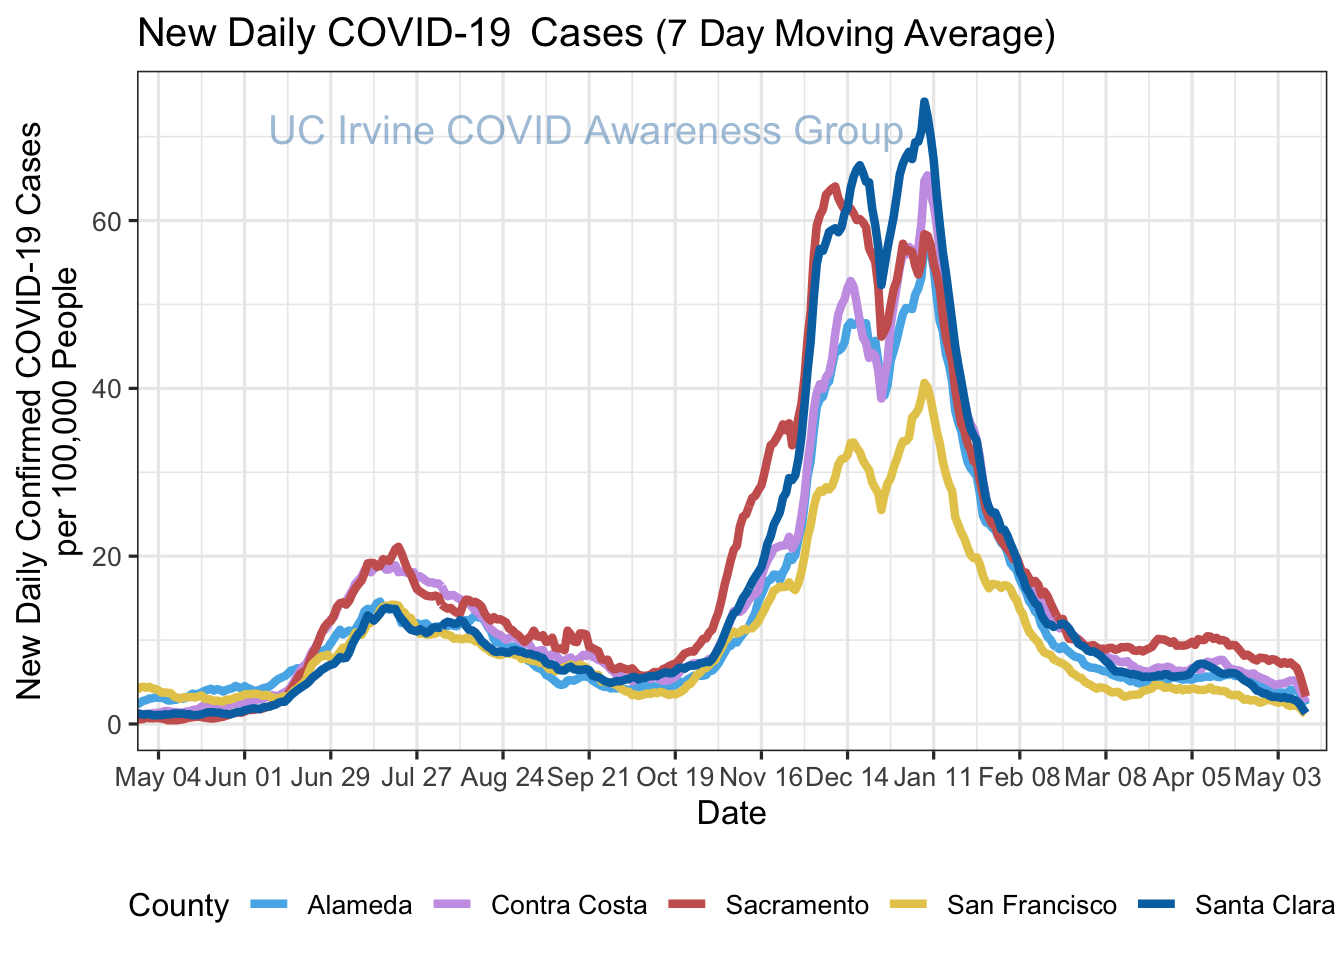 New Daily COVID-19  Cases (7 Day Moving Average)
UC Irvine COVID Awareness Group
New Daily Confirmed COVID-19 Cases
per 100,000 People
60
40
20
0
May 04 Jun 01 Jun 29 Jul 27 Aug 24 Sep 21 Oct 19 Nov 16 Dec 14 Jan 11 Feb 08 Mar 08 Apr 05 May 03
Date
County Alameda Contra Costa Sacramento San Francisco Santa Clara